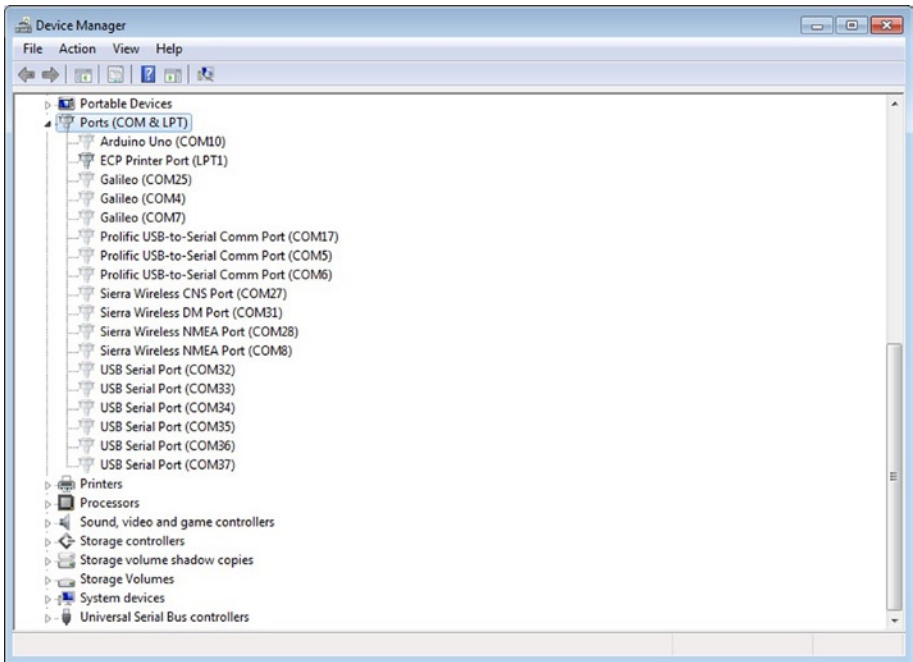 Device Manager
File Action View Help
Portable Devices
Ports (COM & LPT)
Arduino Uno (COM10)
ECP Printer Port (LPT1)
Galileo (COM25)
Galileo (COM4)
Galileo (COM7)
Prolific USB-to-Serial Comm Port (COM17)
Prolific USB-to-Serial Comm Port (COM5)
Prolific USB-to-Serial Comm Port (COM6)
Sierra Wireless CNS Port (COM27)
Sierra Wireless DM Port (COM31)
Sierra Wireless NMEA Port (COM28)
Sierra Wireless NMEA Port (COM8)
USB Serial Port (COM32)
USB Serial Port (COM33)
USB Serial Port (COM34)
USB Serial Port (COM35)
USB Serial Port (COM36)
USB Serial Port (COM37)
Printers
Processors
Sound, video and game controllers
Storage controllers
Storage volume shadow copies
Storage Volumes
System devices
Universal Serial Bus controllers